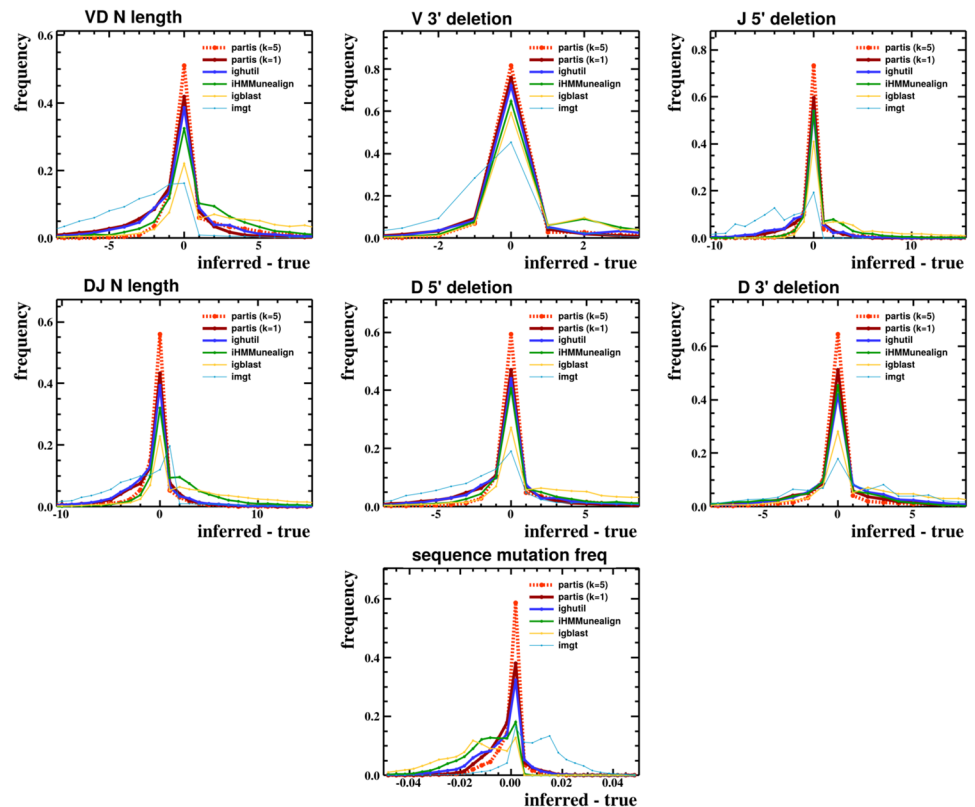 VD N length
frequency
0.6
0.4
0.2
0.0
-5
0
5
inferred - true
partis (k=5)
partis (k=1)
ighutil
iHMMunealign
igblast
imgt
V 3' deletion
frequency
0.8
0.6
0.4
0.2
0.0
-2
0
2
inferred - true
partis (k=5)
partis (k=1)
ighutil
iHMMunealign
igblast
imgt
J 5' deletion
frequency
0.8
0.6
0.4
0.2
0.0
-10
0
10
inferred - true
partis (k=5)
partis (k=1)
ighutil
iHMMunealign
igblast
imgt
DJ N length
frequency
0.6
0.4
0.2
0.0
-10
0
10
inferred - true
partis (k=5)
partis (k=1)
ighutil
iHMMunealign
igblast
imgt
D 5' deletion
frequency
0.6
0.4
0.2
0.0
-5
0
5
inferred - true
partis (k=5)
partis (k=1)
ighutil
iHMMunealign
igblast
imgt
D 3' deletion
frequency
0.6
0.4
0.2
0.0
-5
0
5
inferred - true
partis (k=5)
partis (k=1)
ighutil
iHMMunealign
igblast
imgt
sequence mutation freq
frequency
0.6
0.4
0.2
0.0
-0.04
-0.02
0.00
0.02
0.04
inferred - true
partis (k=5)
partis (k=1)
ighutil
iHMMunealign
igblast
imgt